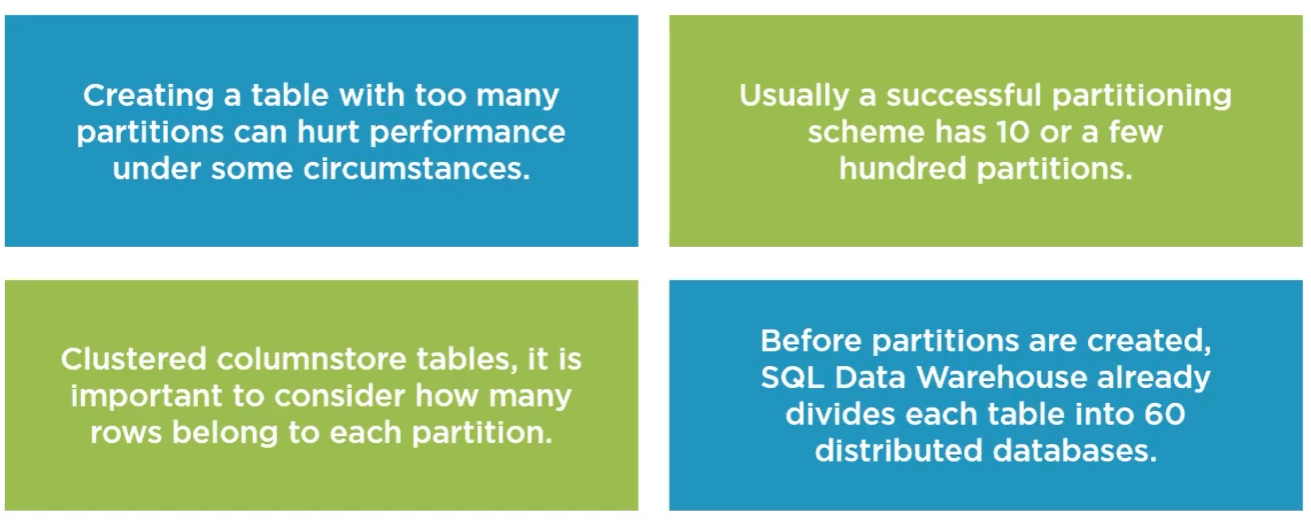 Creating a table with too many
partitions can hurt performance
under some circumstances.
Usually a successful partitioning
scheme has 10 or a few
hundred partitions.
Clustered columnstore tables, it is
important to consider how many
rows belong to each partition.
Before partitions are created,
SQL Data Warehouse already
divides each table into 60
distributed databases.